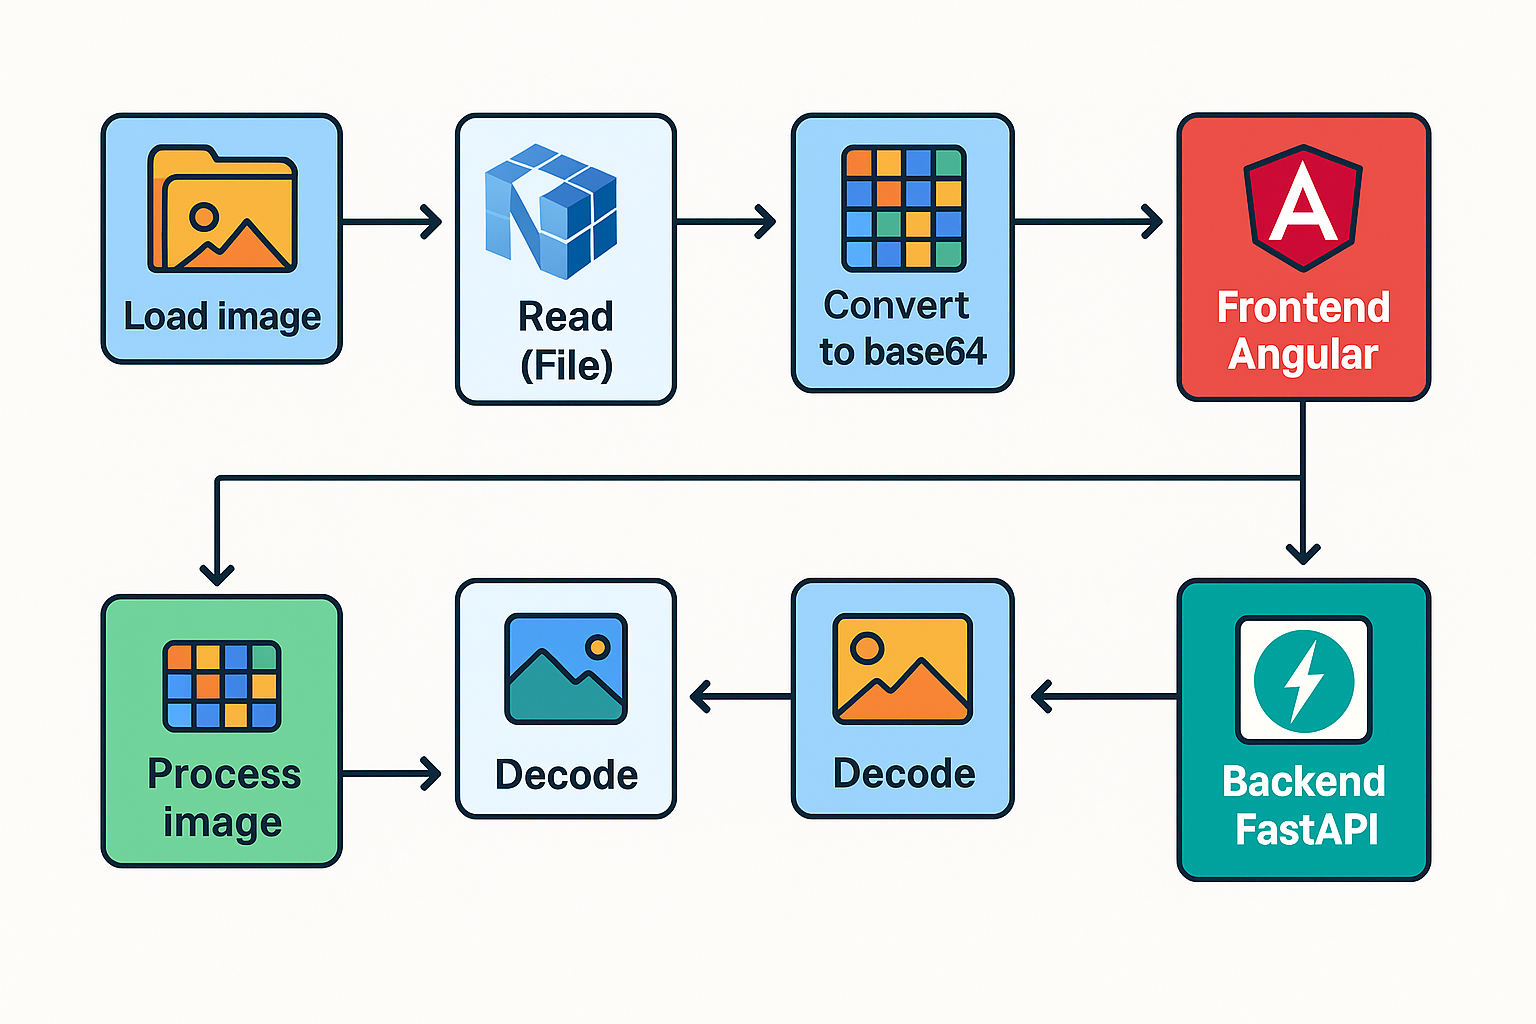 Load image
Read
(File)
Convert
to base64
Frontend
Angular
Process
image
Decode
Decode
Backend
FastAPI